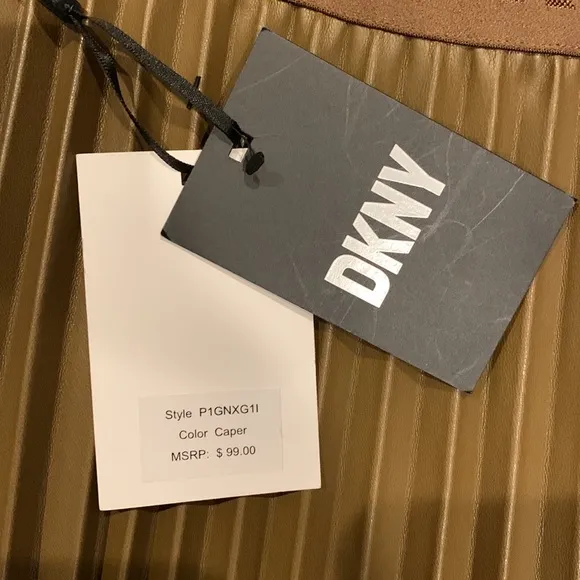 DKNY
Style P1GNXG1I
Color Caper
MSRP: $ 99.00